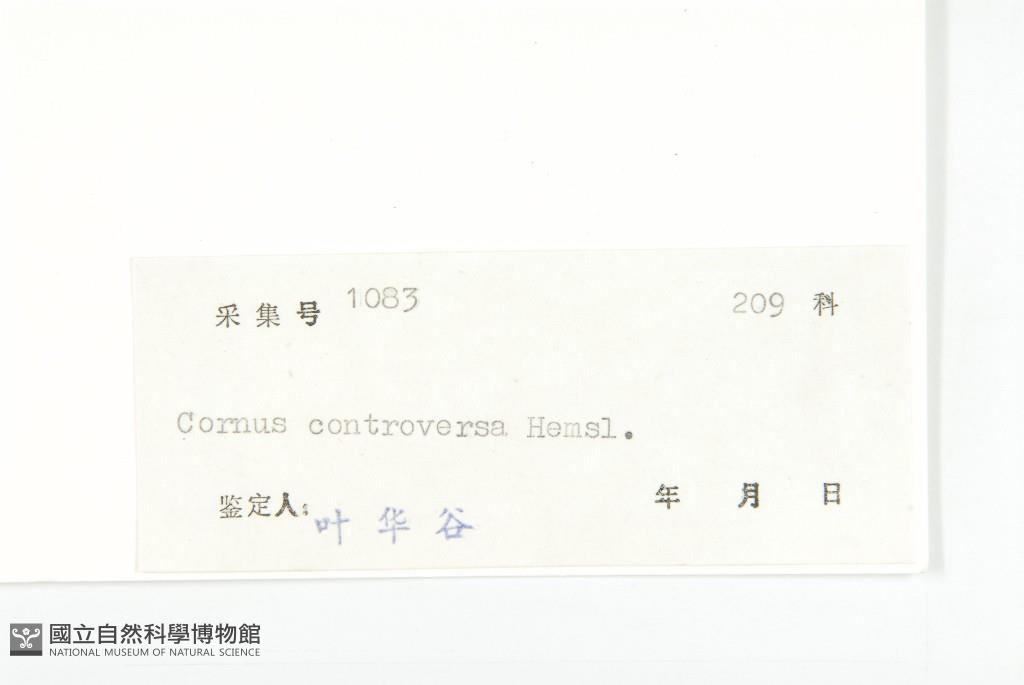 采集号 1083 209 科
Cornus controversa Hemsl.
鉴定人: 叶华谷 年 月 日
國立自然科學博物館
NATIONAL MUSEUM OF NATURAL SCIENCE